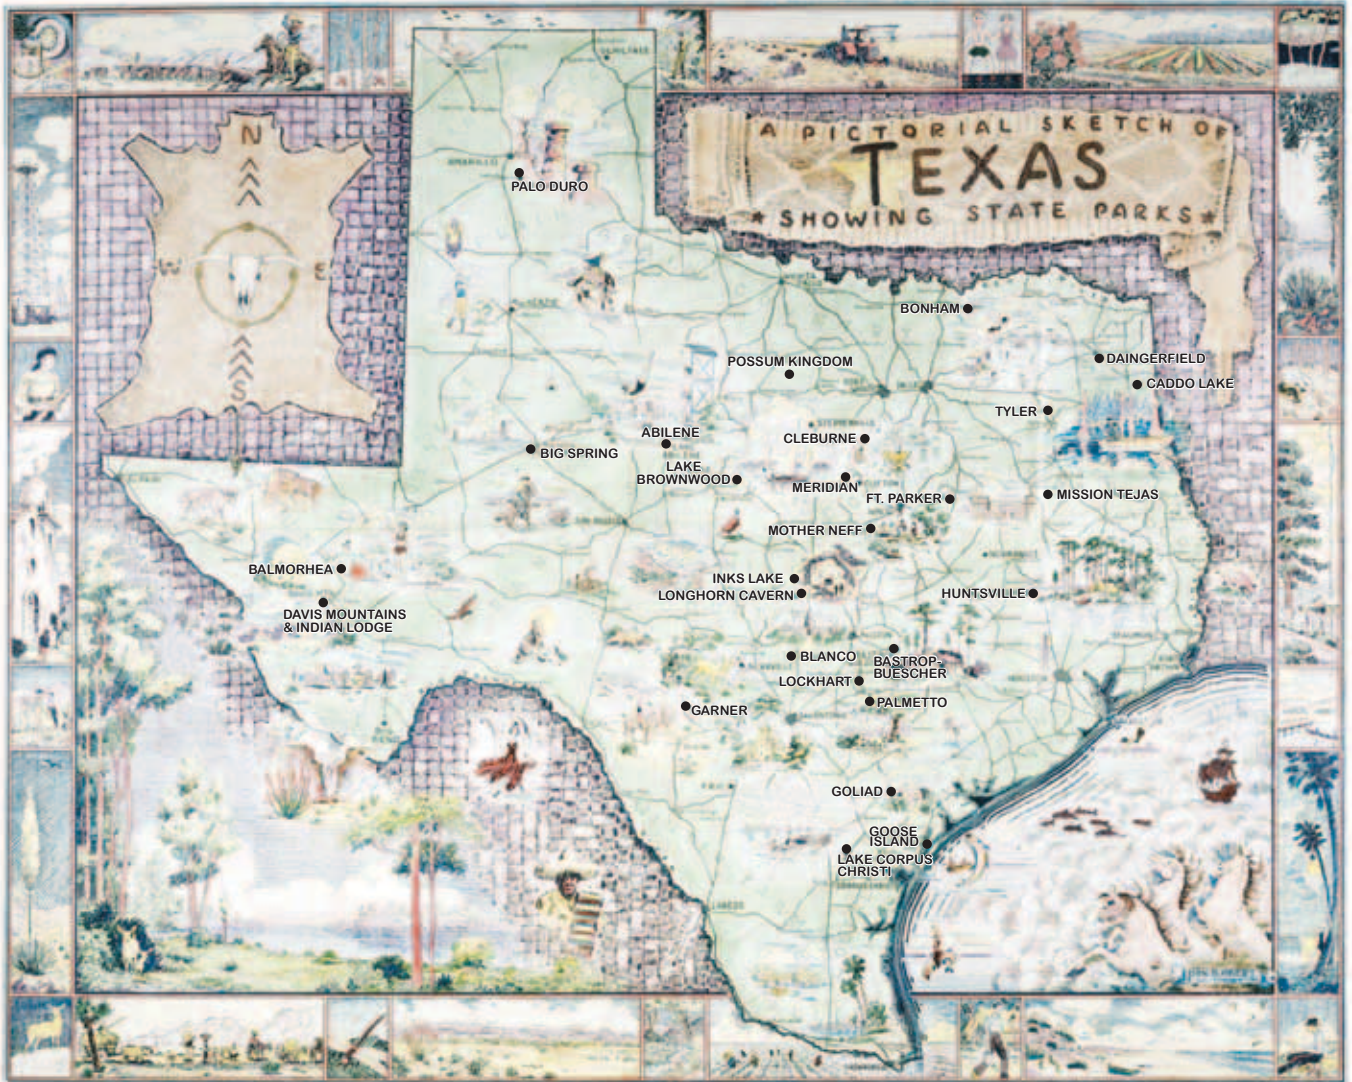 A PICTORIAL SKETCH OF
TEXAS
★ SHOWING STATE PARKS ★
N
W
E
S
AMARILLO
PALO DURO
BONHAM
POSSUM KINGDOM
DAINGERFIELD
CADDO LAKE
TYLER
ABILENE
CLEBURNE
BIG SPRING
LAKE
BROWNWOOD
MERIDIAN
FT. PARKER
MISSION TEJAS
MOTHER NEFF
BALMORHEA
INKS LAKE
LONGHORN CAVERN
HUNTSVILLE
DAVIS MOUNTAINS
& INDIAN LODGE
BLANCO
BASTROP-
BUESCHER
LOCKHART
PALMETTO
GARNER
GOLIAD
GOOSE
ISLAND
LAKE CORPUS
CHRISTI
LAREDO